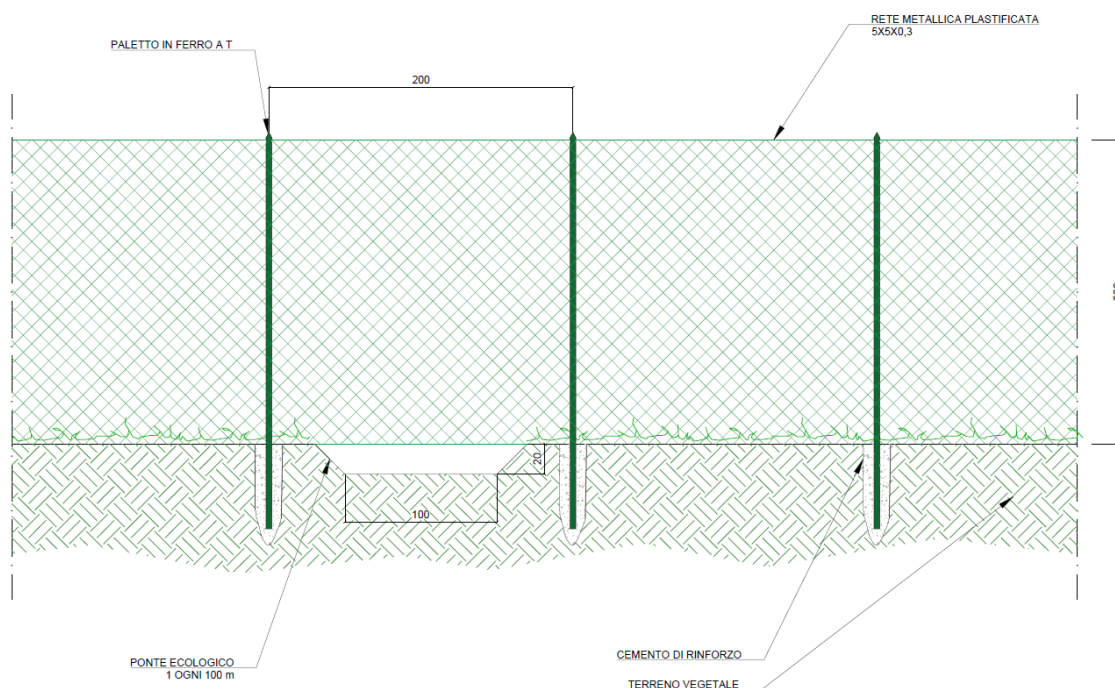 RETE METALLICA PLASTIFICATA
5X5X0,3
PALETTO IN FERRO A T
200
20
100
PONTE ECOLOGICO
1 OGNI 100 m
CEMENTO DI RINFORZO
TERRENO VEGETALE